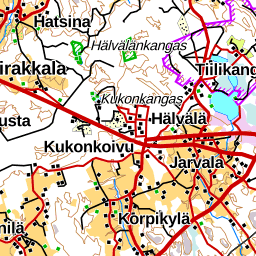 Hatsina
Hälvälänkangas
irakkala
Tiilikang
Kukonkangas
usta
Hälvälä
Kukonkoivu
Jarvala
Korpikylä
nilä